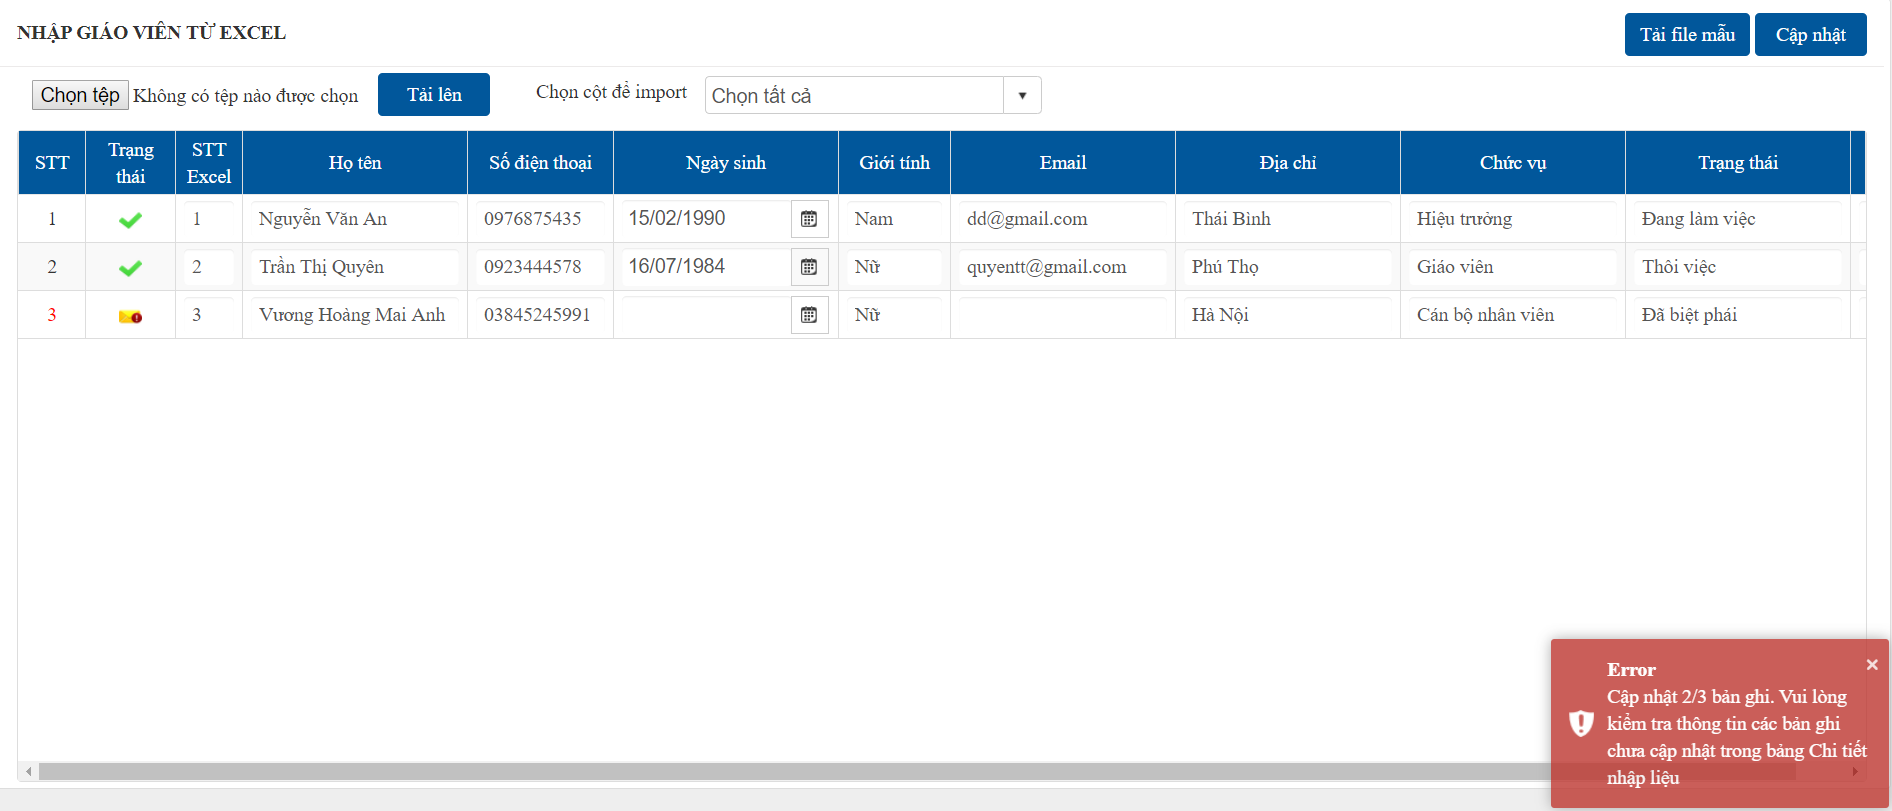 NHẬP GIÁO VIÊN TỪ EXCEL
Tải file mẫu
Cập nhật
Chọn tệp Không có tệp nào được chọn
Tải lên
Chọn cột để import
Chọn tất cả
STT Trạng thái STT Excel Họ tên Số điện thoại Ngày sinh Giới tính Email Địa chỉ Chức vụ Trạng thái
1 1 Nguyễn Văn An 0976875435 15/02/1990 Nam dd@gmail.com Thái Bình Hiệu trưởng Đang làm việc
2 2 Trần Thị Quyên 0923444578 16/07/1984 Nữ quyentt@gmail.com Phú Thọ Giáo viên Thôi việc
3 3 Vương Hoàng Mai Anh 03845245991 Nữ Hà Nội Cán bộ nhân viên Đã biệt phái
Error
Cập nhật 2/3 bản ghi. Vui lòng
kiểm tra thông tin các bản ghi
chưa cập nhật trong bảng Chi tiết
nhập liệu